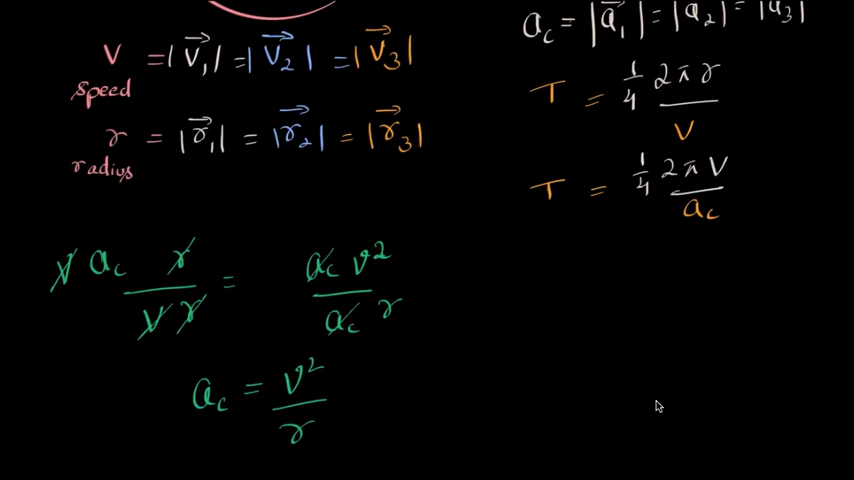 a_c = |a⃗_1| = |a_2| = |a_3|
v = |v⃗_1| = |v⃗_2| = |v⃗_3|
speed
r = |r⃗_1| = |r⃗_2| = |r⃗_3|
radius
T = 1/4 2πr/v
T = 1/4 2πv/a_c
v a_c r/v r = a_c v²/a_c r
a_c = v²/r